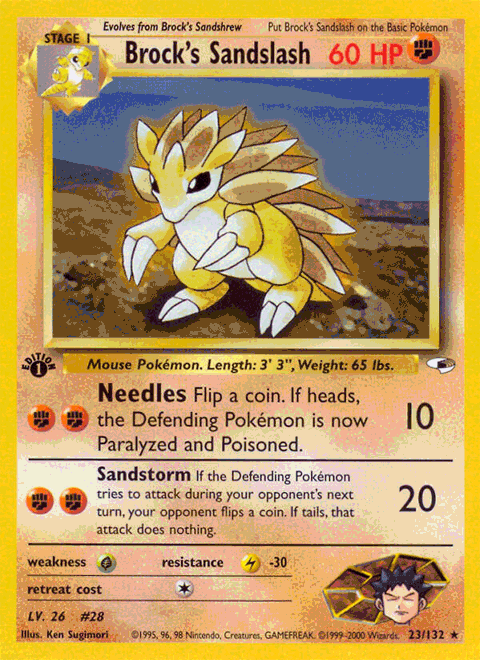 Evolves from Brock's Sandshrew
Put Brock's Sandslash on the Basic Pokémon
STAGE 1
Brock's Sandslash 60 HP
EDITION
1
Mouse Pokémon. Length: 3' 3", Weight: 65 lbs.
Needles Flip a coin. If heads,
the Defending Pokémon is now
Paralyzed and Poisoned.
10
Sandstorm If the Defending Pokémon
tries to attack during your opponent's next
turn, your opponent flips a coin. If tails, that
attack does nothing.
20
weakness
resistance
-30
retreat cost
LV. 26 #28
Illus. Ken Sugimori
©1995, 96, 98 Nintendo, Creatures, GAMEFREAK. ©1999-2000 Wizards.
23/132 ★